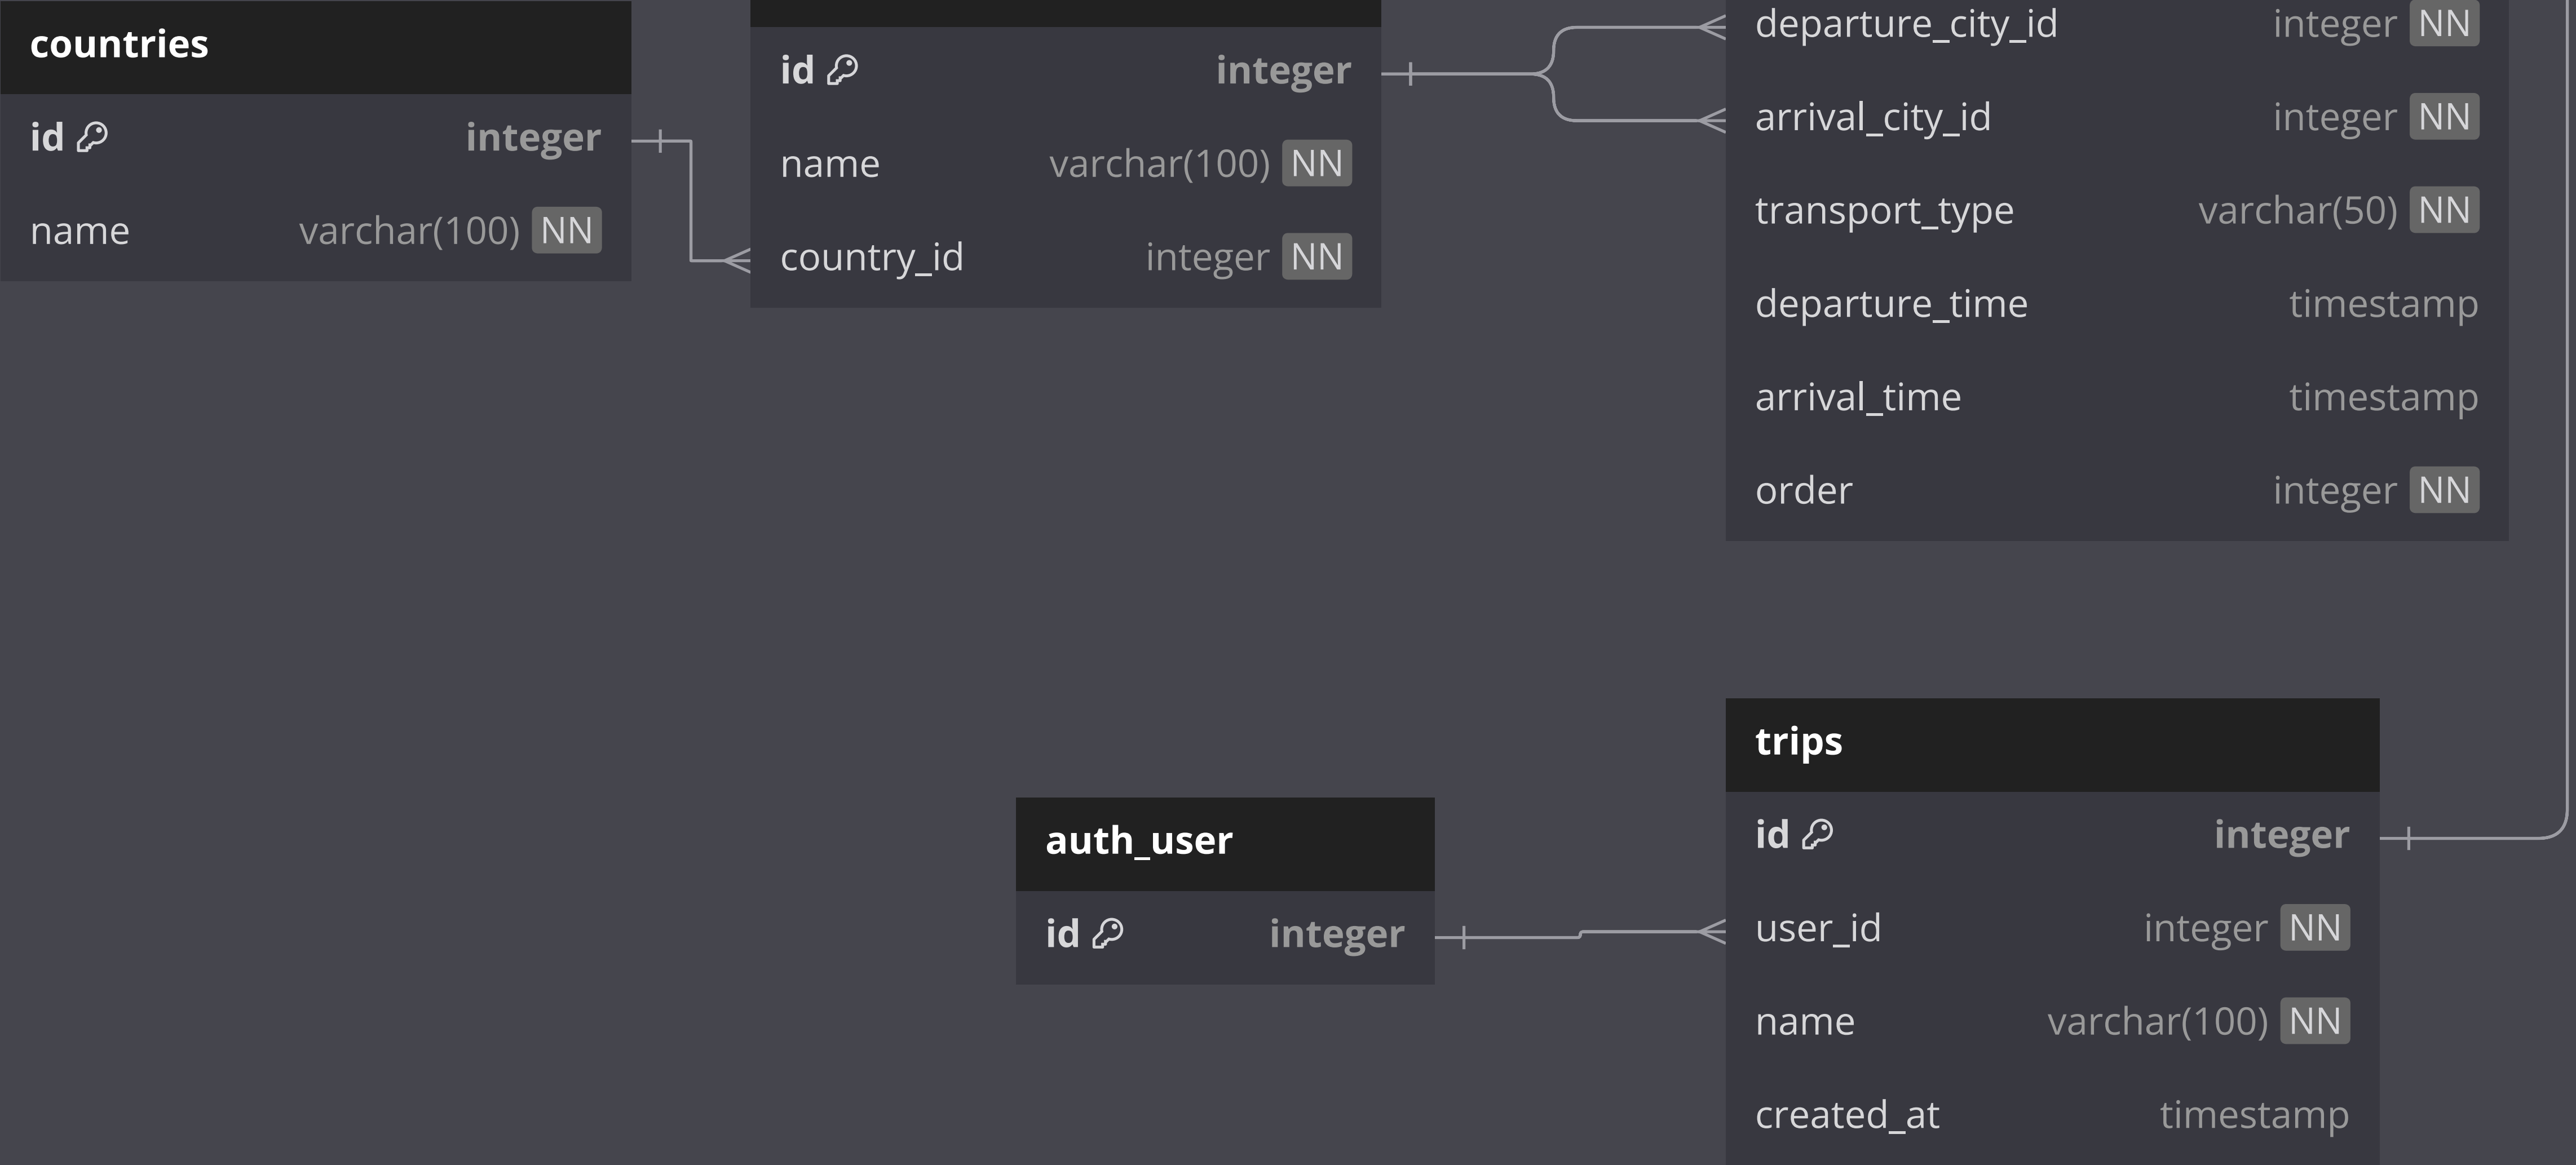 countries
id integer
name varchar(100) NN
id integer
name varchar(100) NN
country_id integer NN
departure_city_id integer NN
arrival_city_id integer NN
transport_type varchar(50) NN
departure_time timestamp
arrival_time timestamp
order integer NN
auth_user
id integer
trips
id integer
user_id integer NN
name varchar(100) NN
created_at timestamp